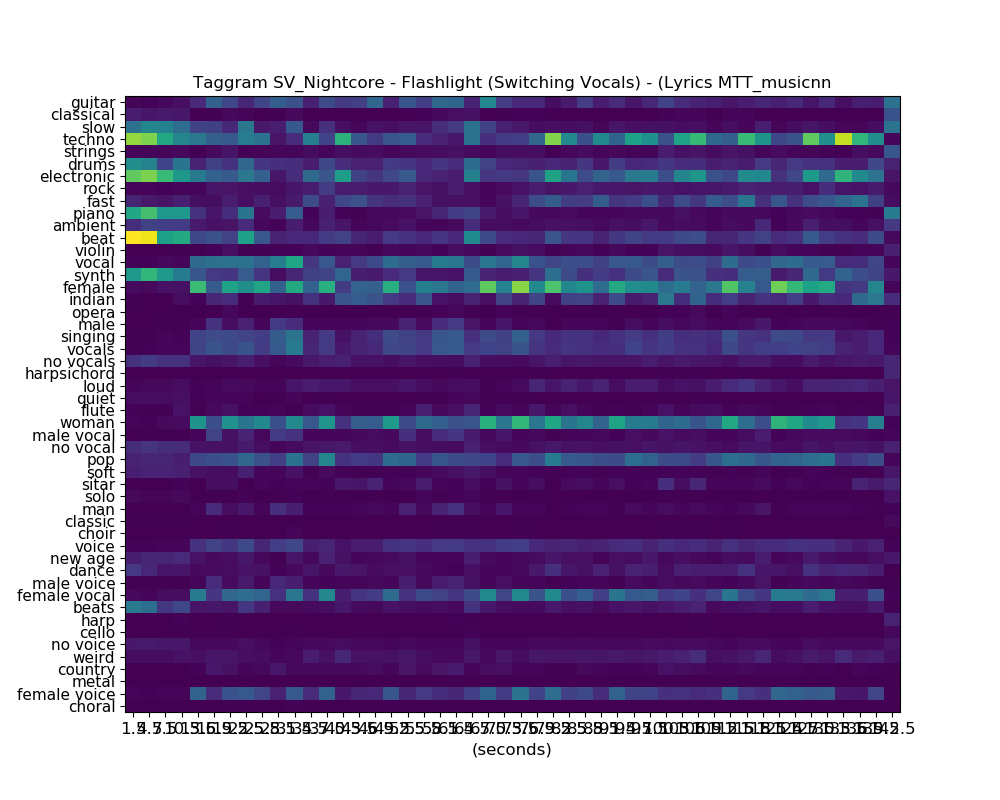 Taggram SV_Nightcore - Flashlight (Switching Vocals) - (Lyrics MTT_musicnn
guitar
classical
slow
techno
strings
drums
electronic
rock
fast
piano
ambient
beat
violin
vocal
synth
female
indian
opera
male
singing
vocals
no vocals
harpsichord
loud
quiet
flute
woman
male vocal
no vocal
pop
soft
sitar
solo
man
classic
choir
voice
new age
dance
male voice
female vocal
beats
harp
cello
no voice
weird
country
metal
female voice
choral
(seconds)